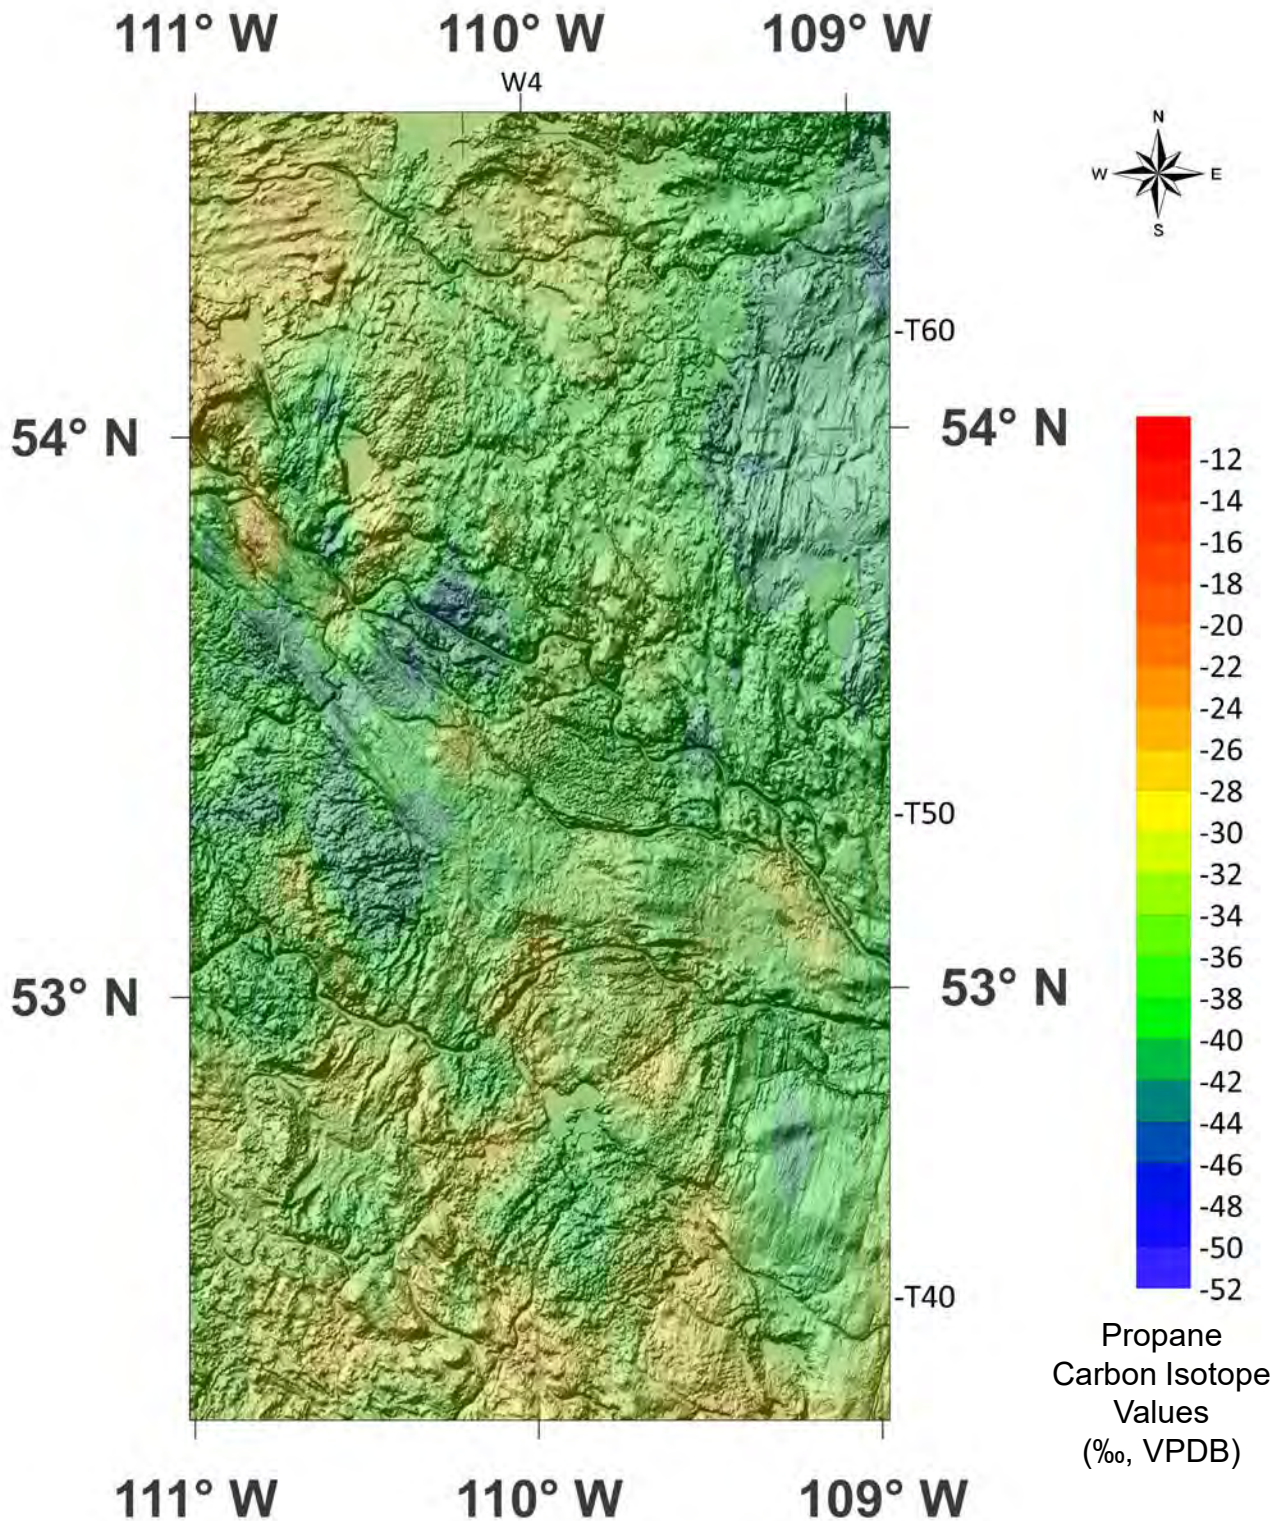 111° W 110° W 109° W
W4
N
W E
S
-T60
54° N 54° N
-12
-14
-16
-18
-20
-22
-24
-26
-28
-T50
-30
-32
-34
-36
53° N 53° N
-38
-40
-42
-44
-46
-48
-50
-52
-T40
Propane
Carbon Isotope
Values
(‰, VPDB)
111° W 110° W 109° W